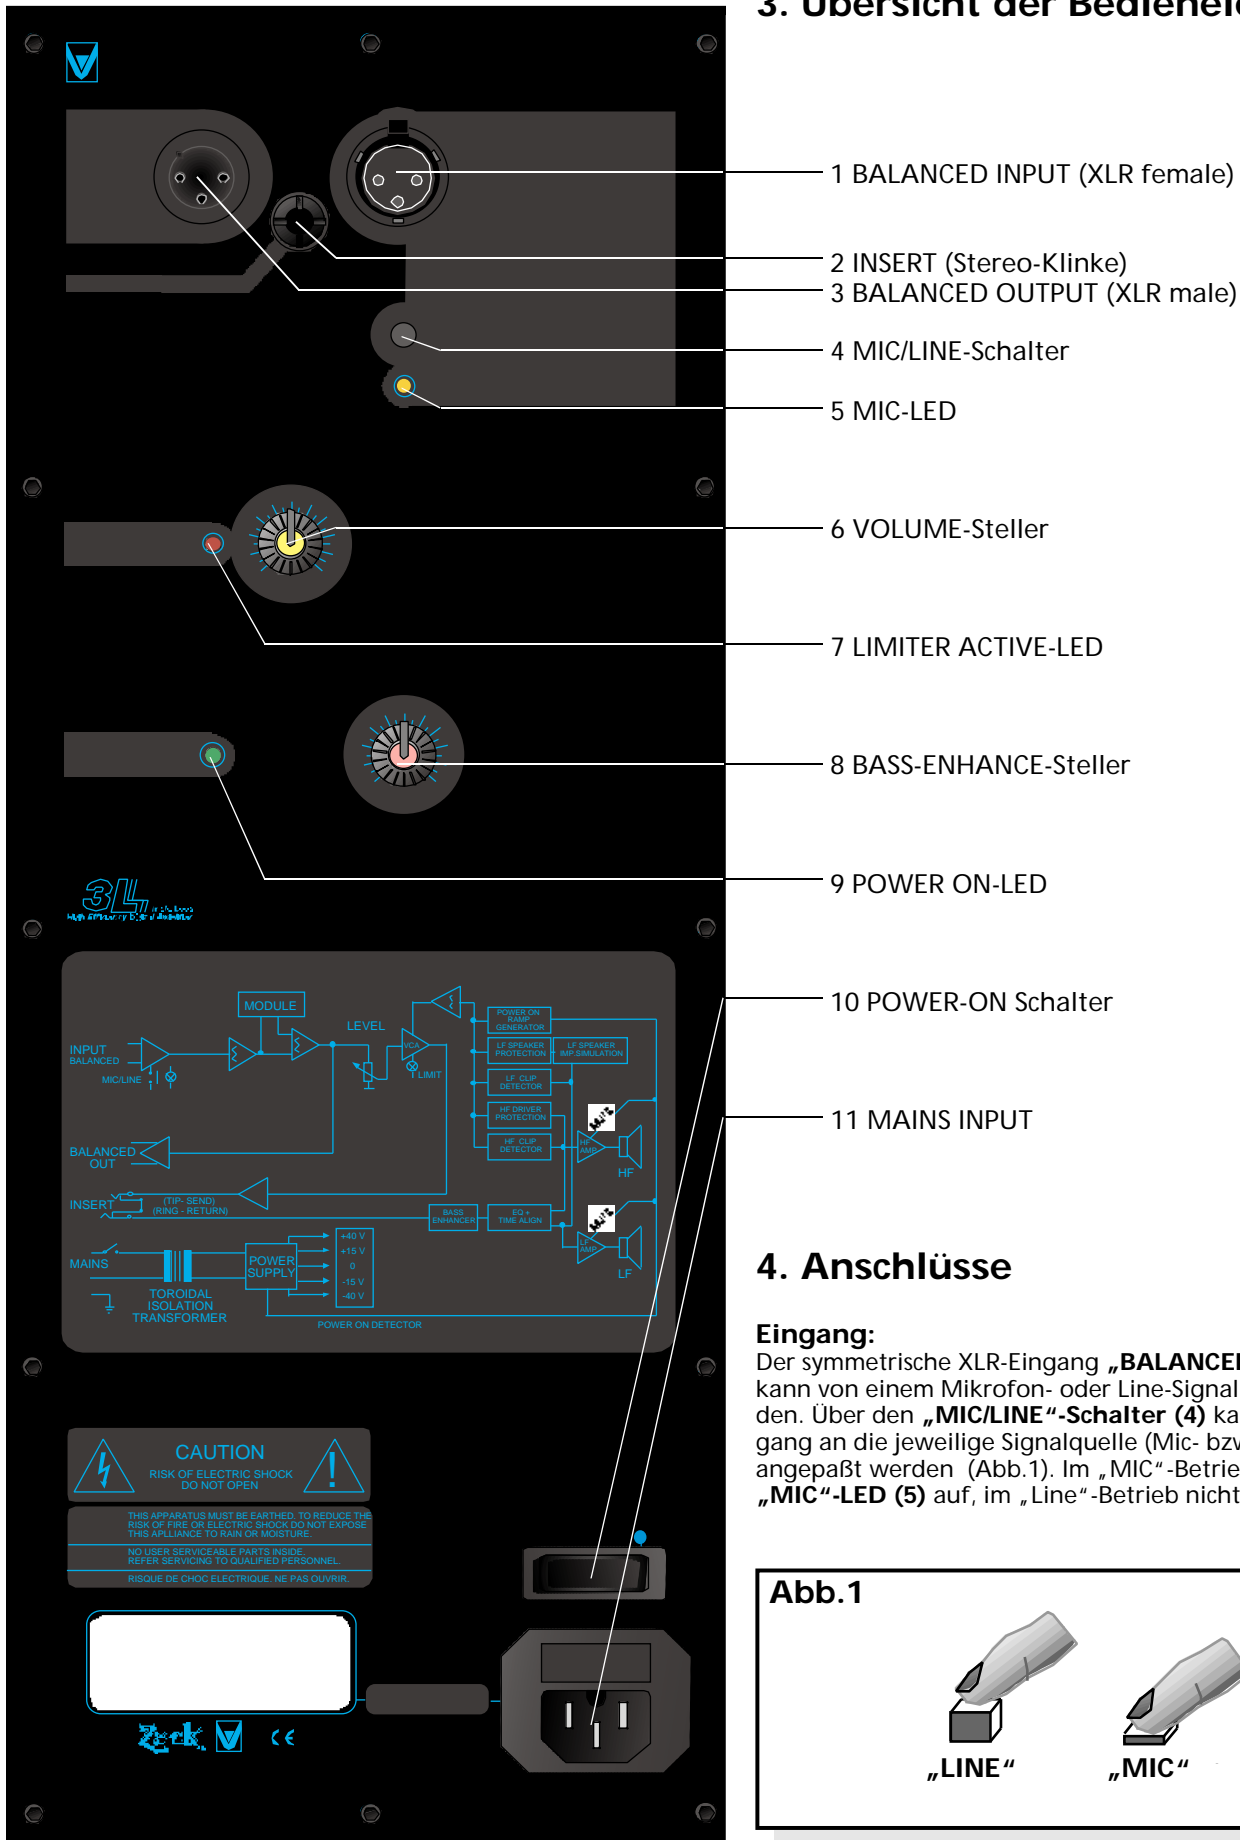 3. Übersicht der
1 BALANCED INPUT (XLR female)
2 INSERT (Stereo-Klinke)
3 BALANCED OUTPUT (XLR male)
4 MIC/LINE-Schalter
5 MIC-LED
6 VOLUME-Steller
7 LIMITER ACTIVE-LED
8 BASS-ENHANCE-Steller
9 POWER ON-LED
10 POWER-ON Schalter
11 MAINS INPUT
MODULE
LEVEL
INPUT
BALANCED
MIC/LINE
VCA
LIMIT
POWER ON
RAMP
GENERATOR
LF SPEAKER
PROTECTION
LF SPEAKER
IMP.SIMULATION
LF CLIP
DETECTOR
HF DRIVER
PROTECTION
HF CLIP
DETECTOR
HF
AMP.
HF
BALANCED
OUT
INSERT
(TIP- SEND)
(RING - RETURN)
BASS
ENHANCER
EQ +
TIME ALIGN
LF
AMP.
LF
MAINS
TOROIDAL
ISOLATION
TRANSFORMER
POWER
SUPPLY
+40 V
+15 V
0
-15 V
-40 V
POWER ON DETECTOR
CAUTION
RISK OF ELECTRIC SHOCK
DO NOT OPEN
THIS APPARATUS MUST BE EARTHED. TO REDUCE THE
RISK OF FIRE OR ELECTRIC SHOCK DO NOT EXPOSE
THIS APLLIANCE TO RAIN OR MOISTURE.
NO USER SERVICEABLE PARTS INSIDE.
REFER SERVICING TO QUALIFIED PERSONNEL.
RISQUE DE CHOC ELECTRIQUE. NE PAS OUVRIR.
Zeck
CE
4. Anschlüsse
Eingang:
Der symmetrische XLR-Eingang „BALANCED
kann von einem Mikrofon- oder Line-Signal
den. Über den „MIC/LINE“-Schalter (4) ka
gang an die jeweilige Signalquelle (Mic- bzw
angepaßt werden (Abb.1). Im „MIC“-Betrie
„MIC“-LED (5) auf, im „Line“-Betrieb nicht
Abb.1
„LINE“ „MIC“